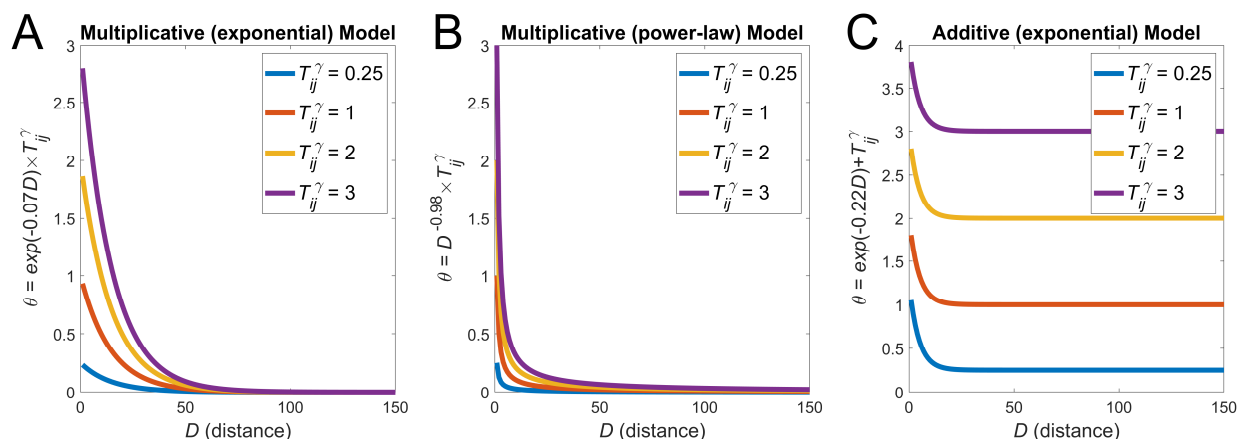 A
Multiplicative (exponential) Model
θ = exp(-0.07D)×T_ij^γ
3
2.5
2
1.5
1
0.5
0
0 50 100 150
D (distance)
T_ij^γ = 0.25
T_ij^γ = 1
T_ij^γ = 2
T_ij^γ = 3
B
Multiplicative (power-law) Model
θ = D^-0.98×T_ij^γ
3
2.5
2
1.5
1
0.5
0
0 50 100 150
D (distance)
T_ij^γ = 0.25
T_ij^γ = 1
T_ij^γ = 2
T_ij^γ = 3
C
Additive (exponential) Model
θ = exp(-0.22D)+T_ij^γ
4
3.5
3
2.5
2
1.5
1
0.5
0
0 50 100 150
D (distance)
T_ij^γ = 0.25
T_ij^γ = 1
T_ij^γ = 2
T_ij^γ = 3